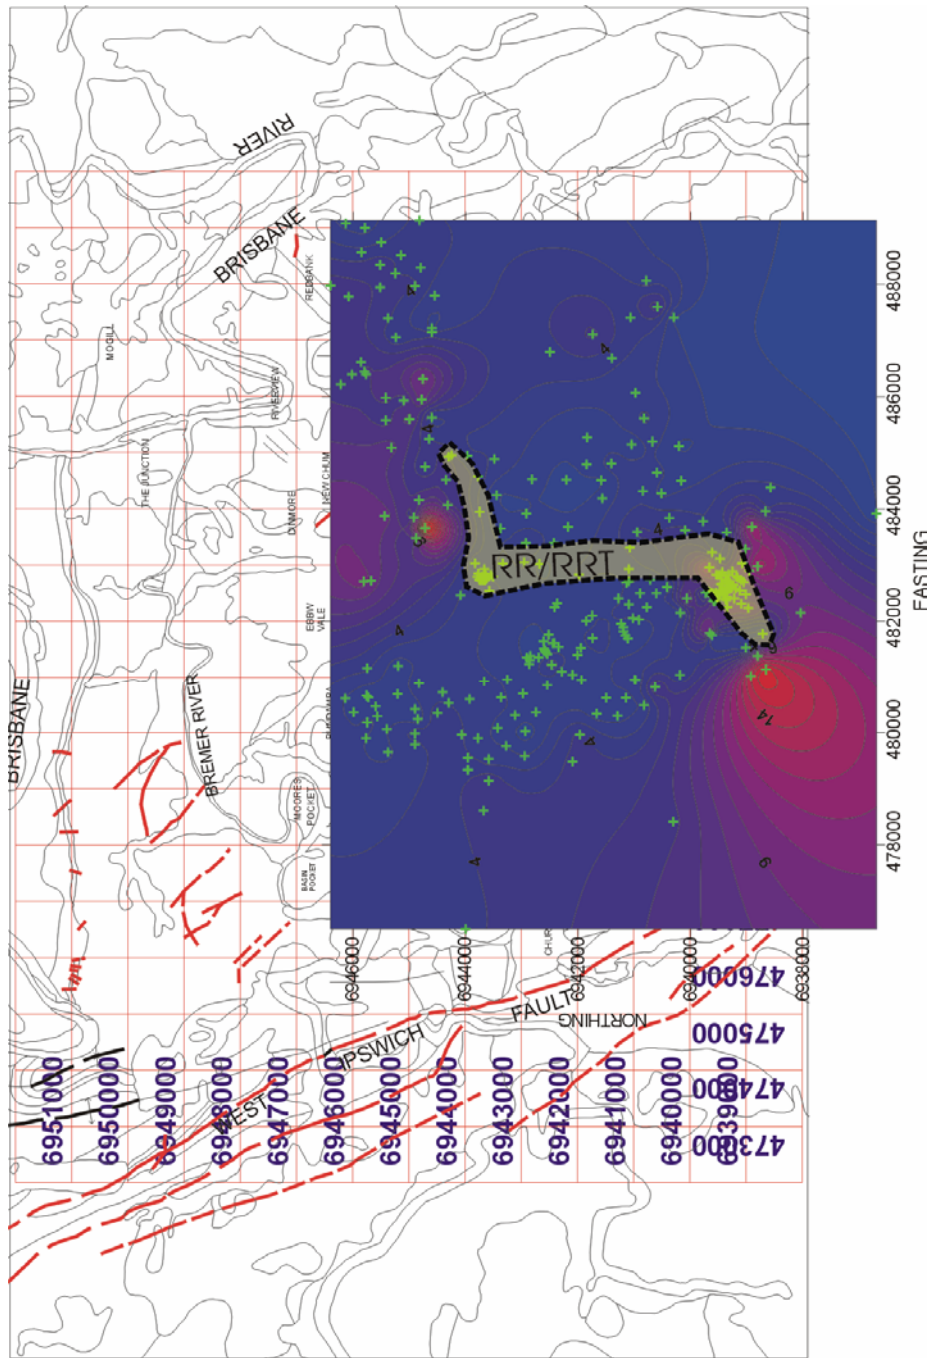 RIVER
BRISBANE
REDBANK
MOGILL
RIVERVIEW
THE JUNCTION
NEW CHUM
DINMORE
EBBW
VALE
BRISBANE
BREMER RIVER
MOORES
POCKET
BASIN
POCKET
CHUR
WEST
IPSWICH
FAULT
NORTHING
EASTING
RR/RRT
4
4
4
4
4
4
4
6
14
6
488000
486000
484000
482000
480000
478000
6946000
6944000
6942000
6940000
6938000
476000
475000
474000
473000
6951000
6950000
6949000
6948000
6947000
6946000
6945000
6944000
6943000
6942000
6941000
6940000
6939000